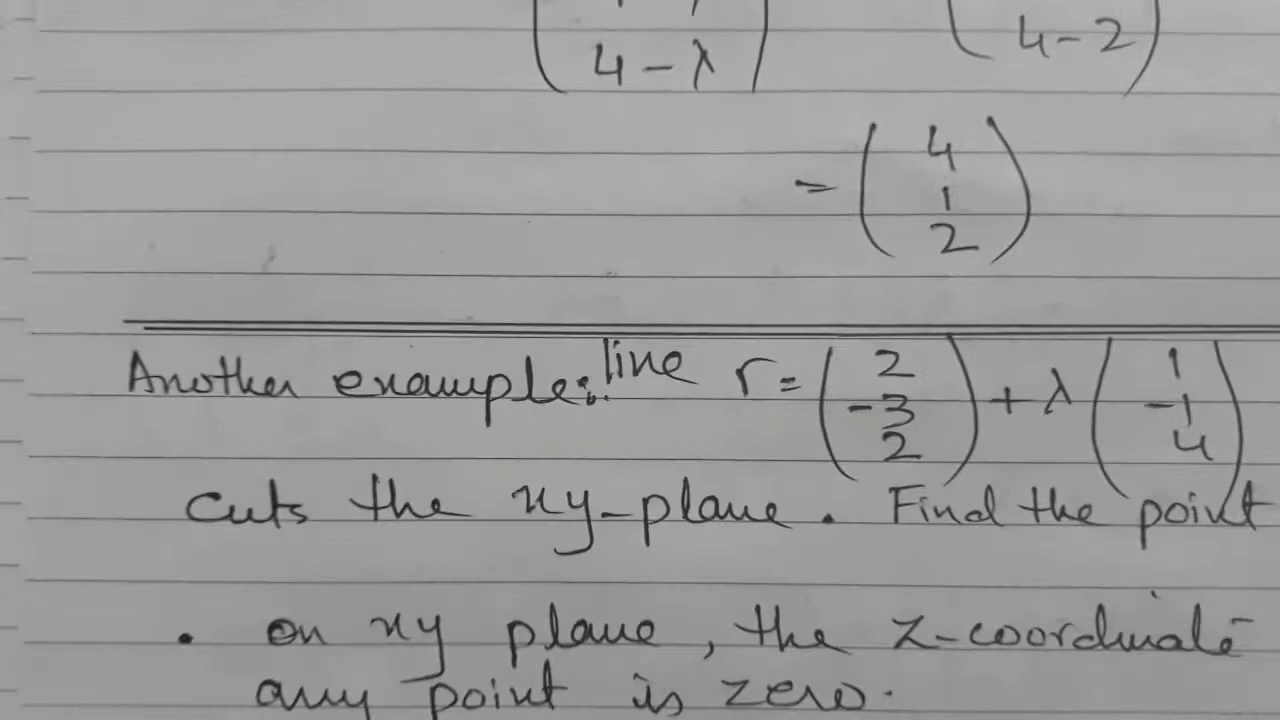 4 - λ
4 - 2
= ( 4
1
2 )
Another example: line r = ( 2 -3 2 ) + λ ( 1 -1 4 )
cuts the xy-plane. Find the point
• on xy plane, the z-coordinate
any point is zero.